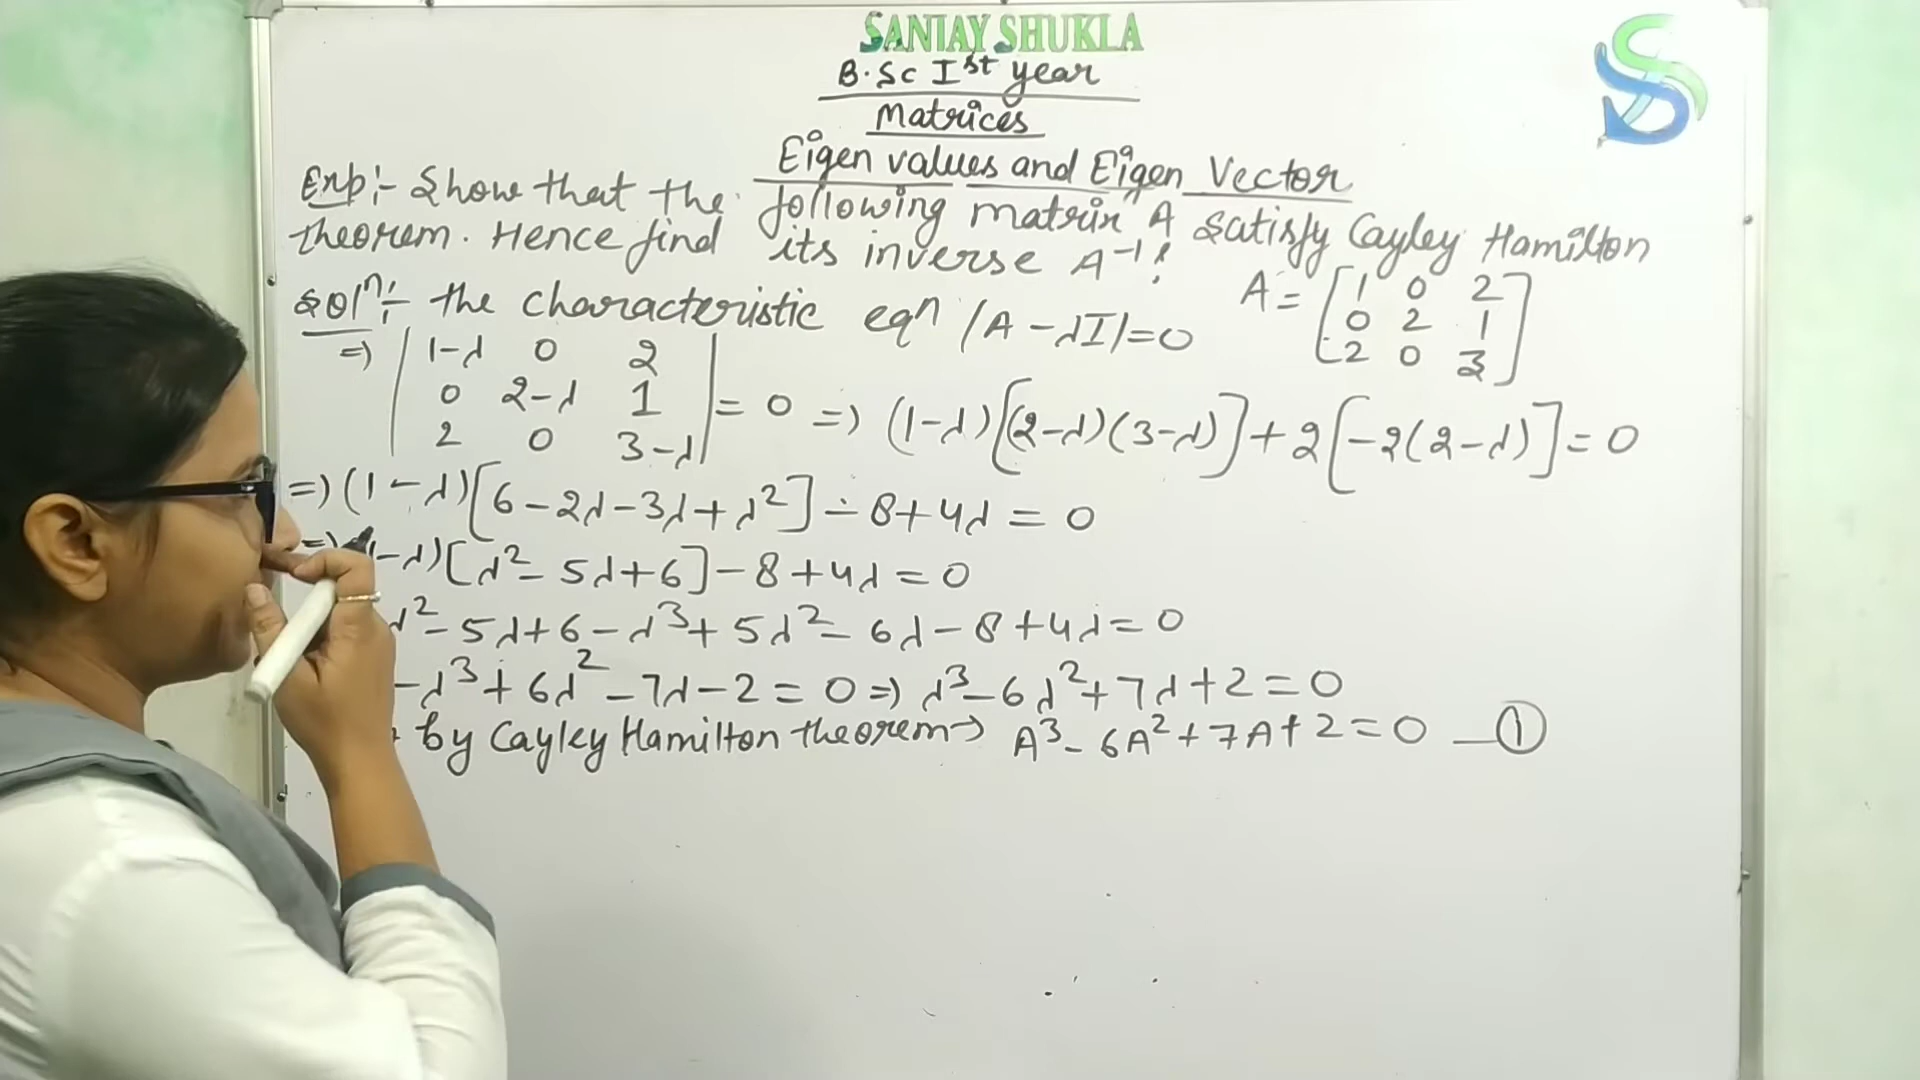 SANJAY SHUKLA
B.Sc Ist year
Matrices
Eigen values and Eigen Vector
Exp:- Show that the following matrix A satisfy Cayley Hamilton
theorem. Hence find its inverse A⁻¹?
Solⁿ:- the characteristic eqn |A - λI| = 0
A = [1 0 2
0 2 1
2 0 3]
=> |1-λ 0 2
0 2-λ 1
2 0 3-λ| = 0 => (1-λ)[(2-λ)(3-λ)] + 2[-2(2-λ)] = 0
=> (1-λ)[6 - 2λ - 3λ + λ²] - 8 + 4λ = 0
=> (1-λ)[λ² - 5λ + 6] - 8 + 4λ = 0
λ² - 5λ + 6 - λ³ + 5λ² - 6λ - 8 + 4λ = 0
-λ³ + 6λ² - 7λ - 2 = 0 => λ³ - 6λ² + 7λ + 2 = 0
by Cayley Hamilton theorem → A³ - 6A² + 7A + 2 = 0 — ①